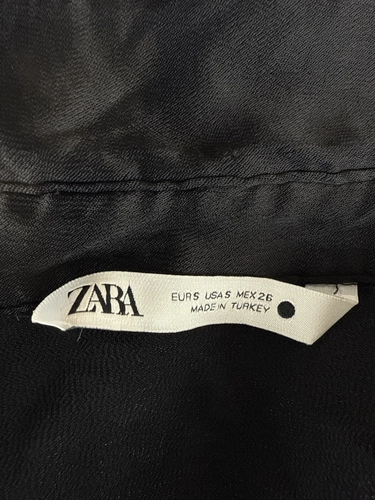 ZARA
EUR S USA S MEX 26
MADE IN TURKEY